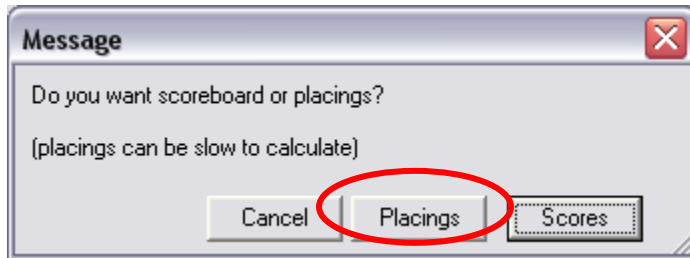 Message
Do you want scoreboard or placings?
(placings can be slow to calculate)
Cancel Placings Scores